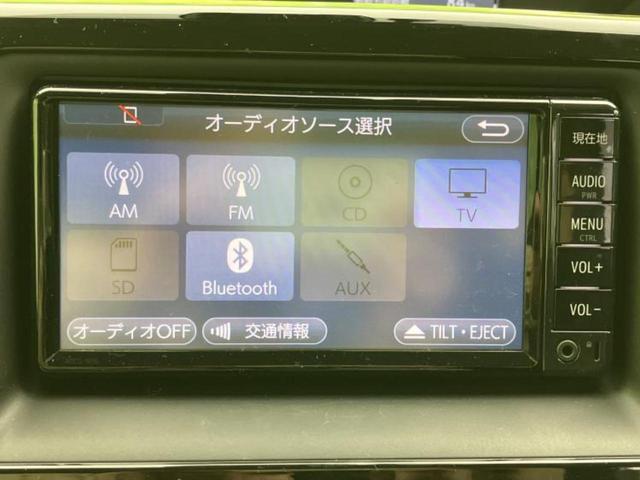 オーディオソース選択
現在地
AM
FM
CD
TV
AUDIO
PWR
MENU
CTRL
SD
Bluetooth
AUX
VOL+
VOL-
オーディオOFF
交通情報
TILT・EJECT